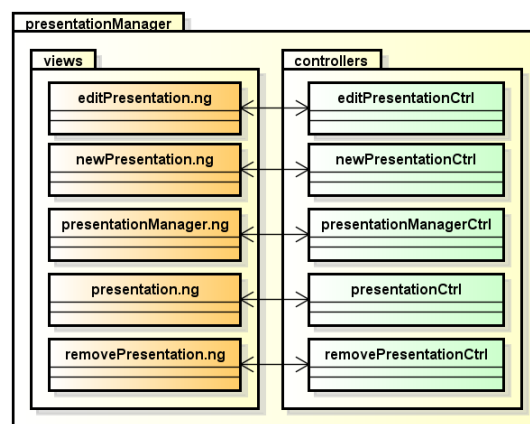 presentationManager
views
controllers
editPresentation.ng
editPresentationCtrl
newPresentation.ng
newPresentationCtrl
presentationManager.ng
presentationManagerCtrl
presentation.ng
presentationCtrl
removePresentation.ng
removePresentationCtrl